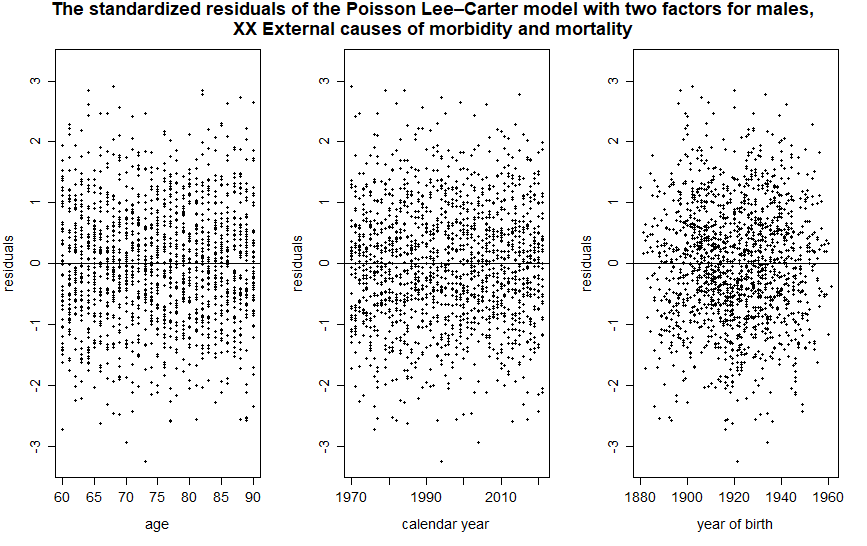 The standardized residuals of the Poisson Lee–Carter model with two factors for males,
XX External causes of morbidity and mortality
residuals
3
2
1
0
-1
-2
-3
60 65 70 75 80 85 90
age
residuals
3
2
1
0
-1
-2
-3
1970 1990 2010
calendar year
residuals
3
2
1
0
-1
-2
-3
1880 1900 1920 1940 1960
year of birth